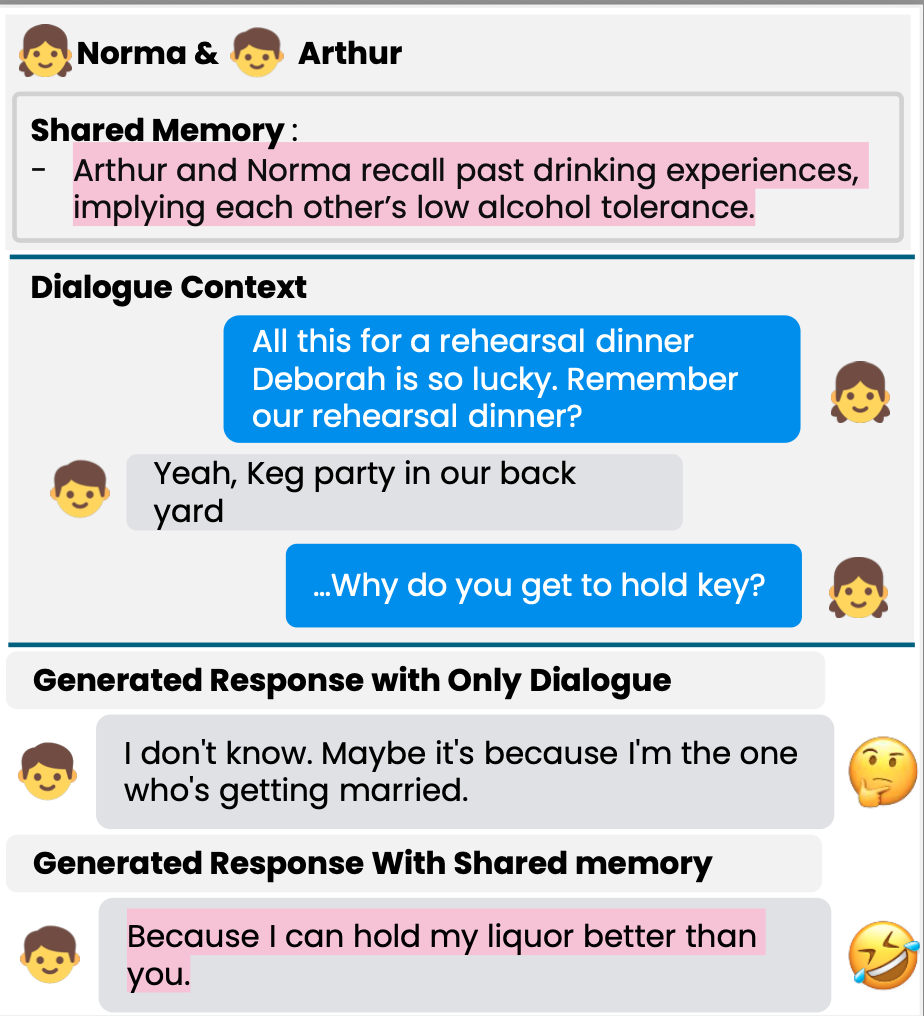 Norma & Arthur
Shared Memory :
- Arthur and Norma recall past drinking experiences,
implying each other’s low alcohol tolerance.
Dialogue Context
All this for a rehearsal dinner
Deborah is so lucky. Remember
our rehearsal dinner?
Yeah, Keg party in our back
yard
...Why do you get to hold key?
Generated Response with Only Dialogue
I don't know. Maybe it's because I'm the one
who's getting married.
Generated Response With Shared memory
Because I can hold my liquor better than
you.